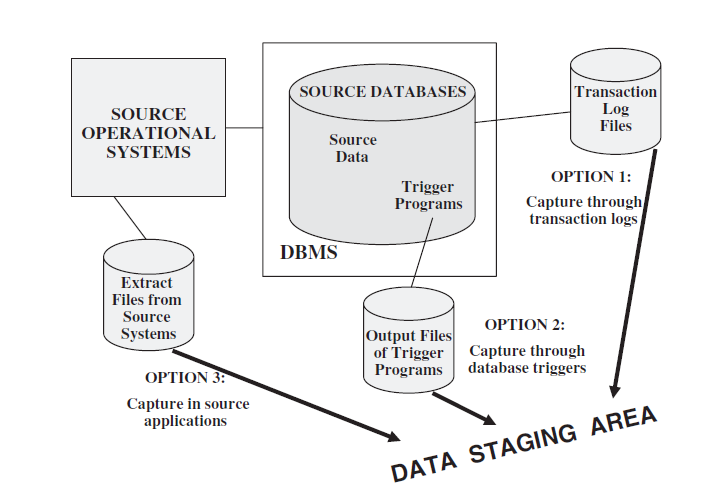 SOURCE
OPERATIONAL
SYSTEMS
SOURCE DATABASES
Source
Data
Trigger
Programs
DBMS
Transaction
Log
Files
OPTION 1:
Capture through
transaction logs
Extract
Files from
Source
Systems
Output Files
of Trigger
Programs
OPTION 2:
Capture through
database triggers
OPTION 3:
Capture in source
applications
DATA STAGING AREA